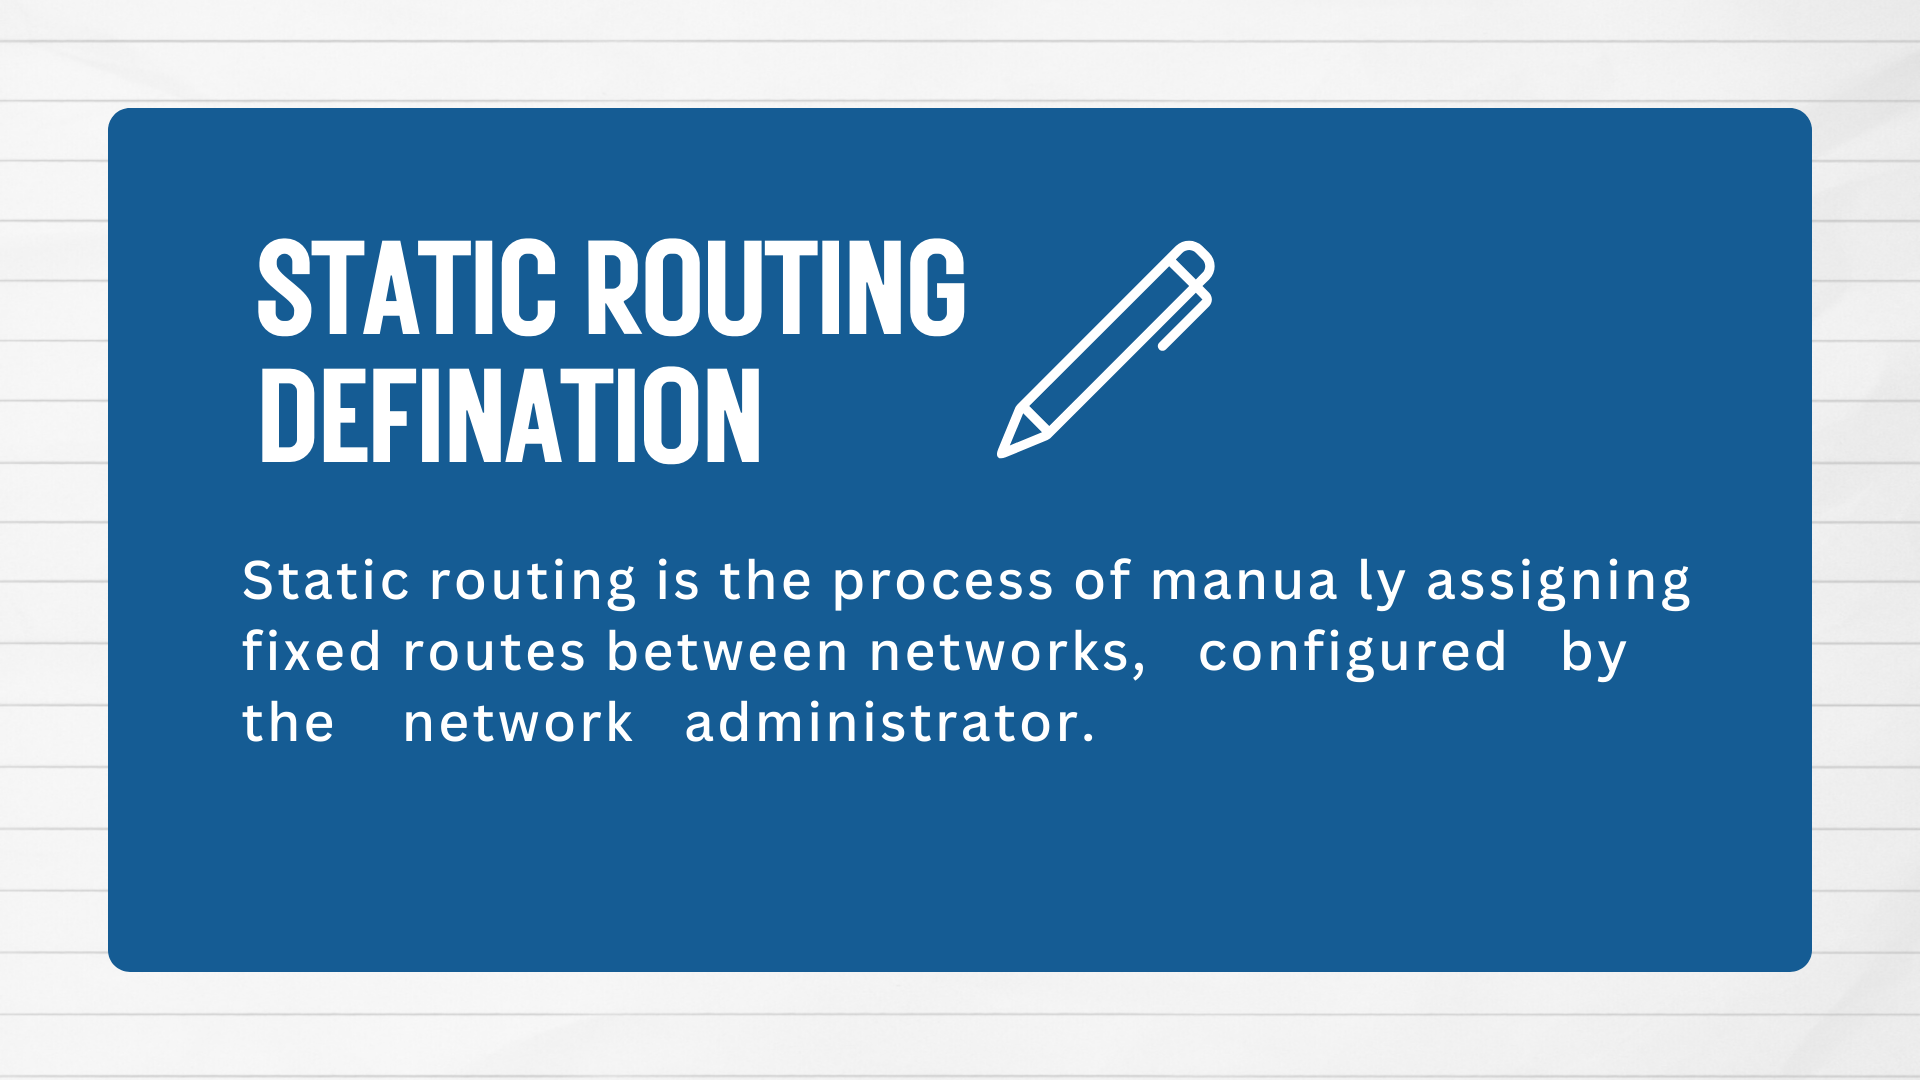 STATIC ROUTING
DEFINATION
Static routing is the process of manua ly assigning
fixed routes between networks, configured by
the network administrator.